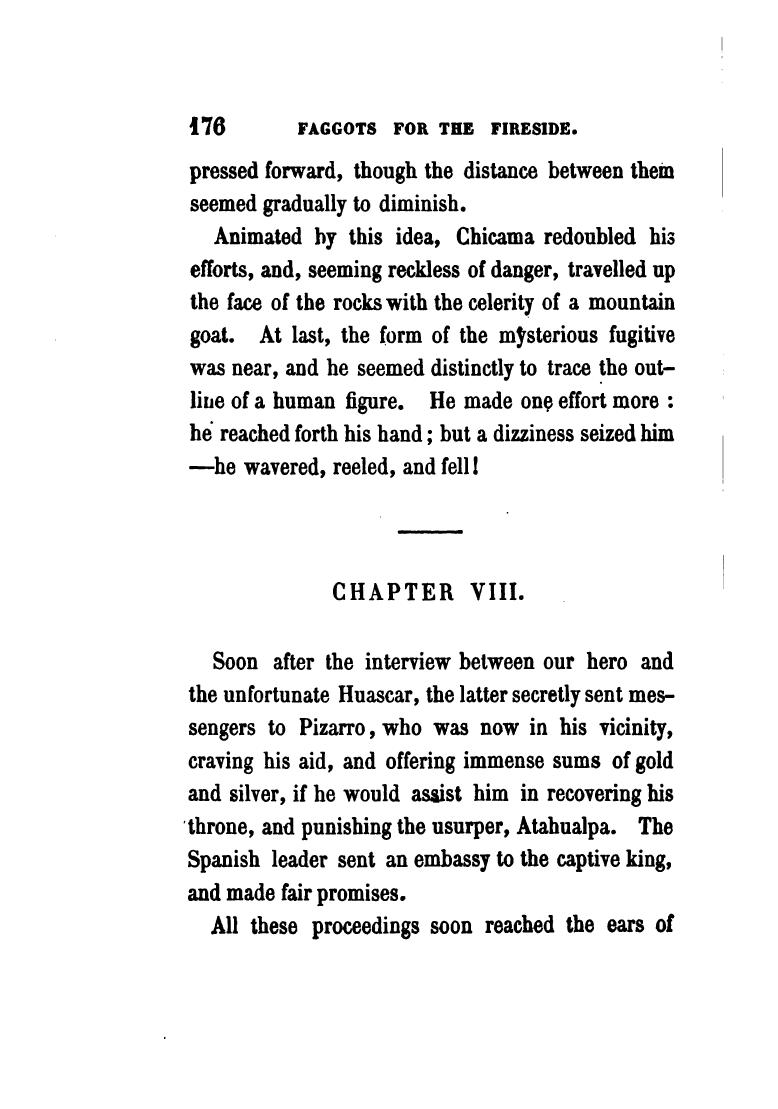 176 FAGGOTS FOR THE FIRESIDE.
pressed forward, though the distance between them
seemed gradually to diminish.
Animated by this idea, Chicama redoubled his
efforts, and, seeming reckless of danger, travelled up
the face of the rocks with the celerity of a mountain
goat. At last, the form of the mysterious fugitive
was near, and he seemed distinctly to trace the out-
line of a human figure. He made one effort more :
he reached forth his hand ; but a dizziness seized him
—he wavered, reeled, and fell!
CHAPTER VIII.
Soon after the interview between our hero and
the unfortunate Huascar, the latter secretly sent mes-
sengers to Pizarro, who was now in his vicinity,
craving his aid, and offering immense sums of gold
and silver, if he would assist him in recovering his
throne, and punishing the usurper, Atahualpa. The
Spanish leader sent an embassy to the captive king,
and made fair promises.
All these proceedings soon reached the ears of